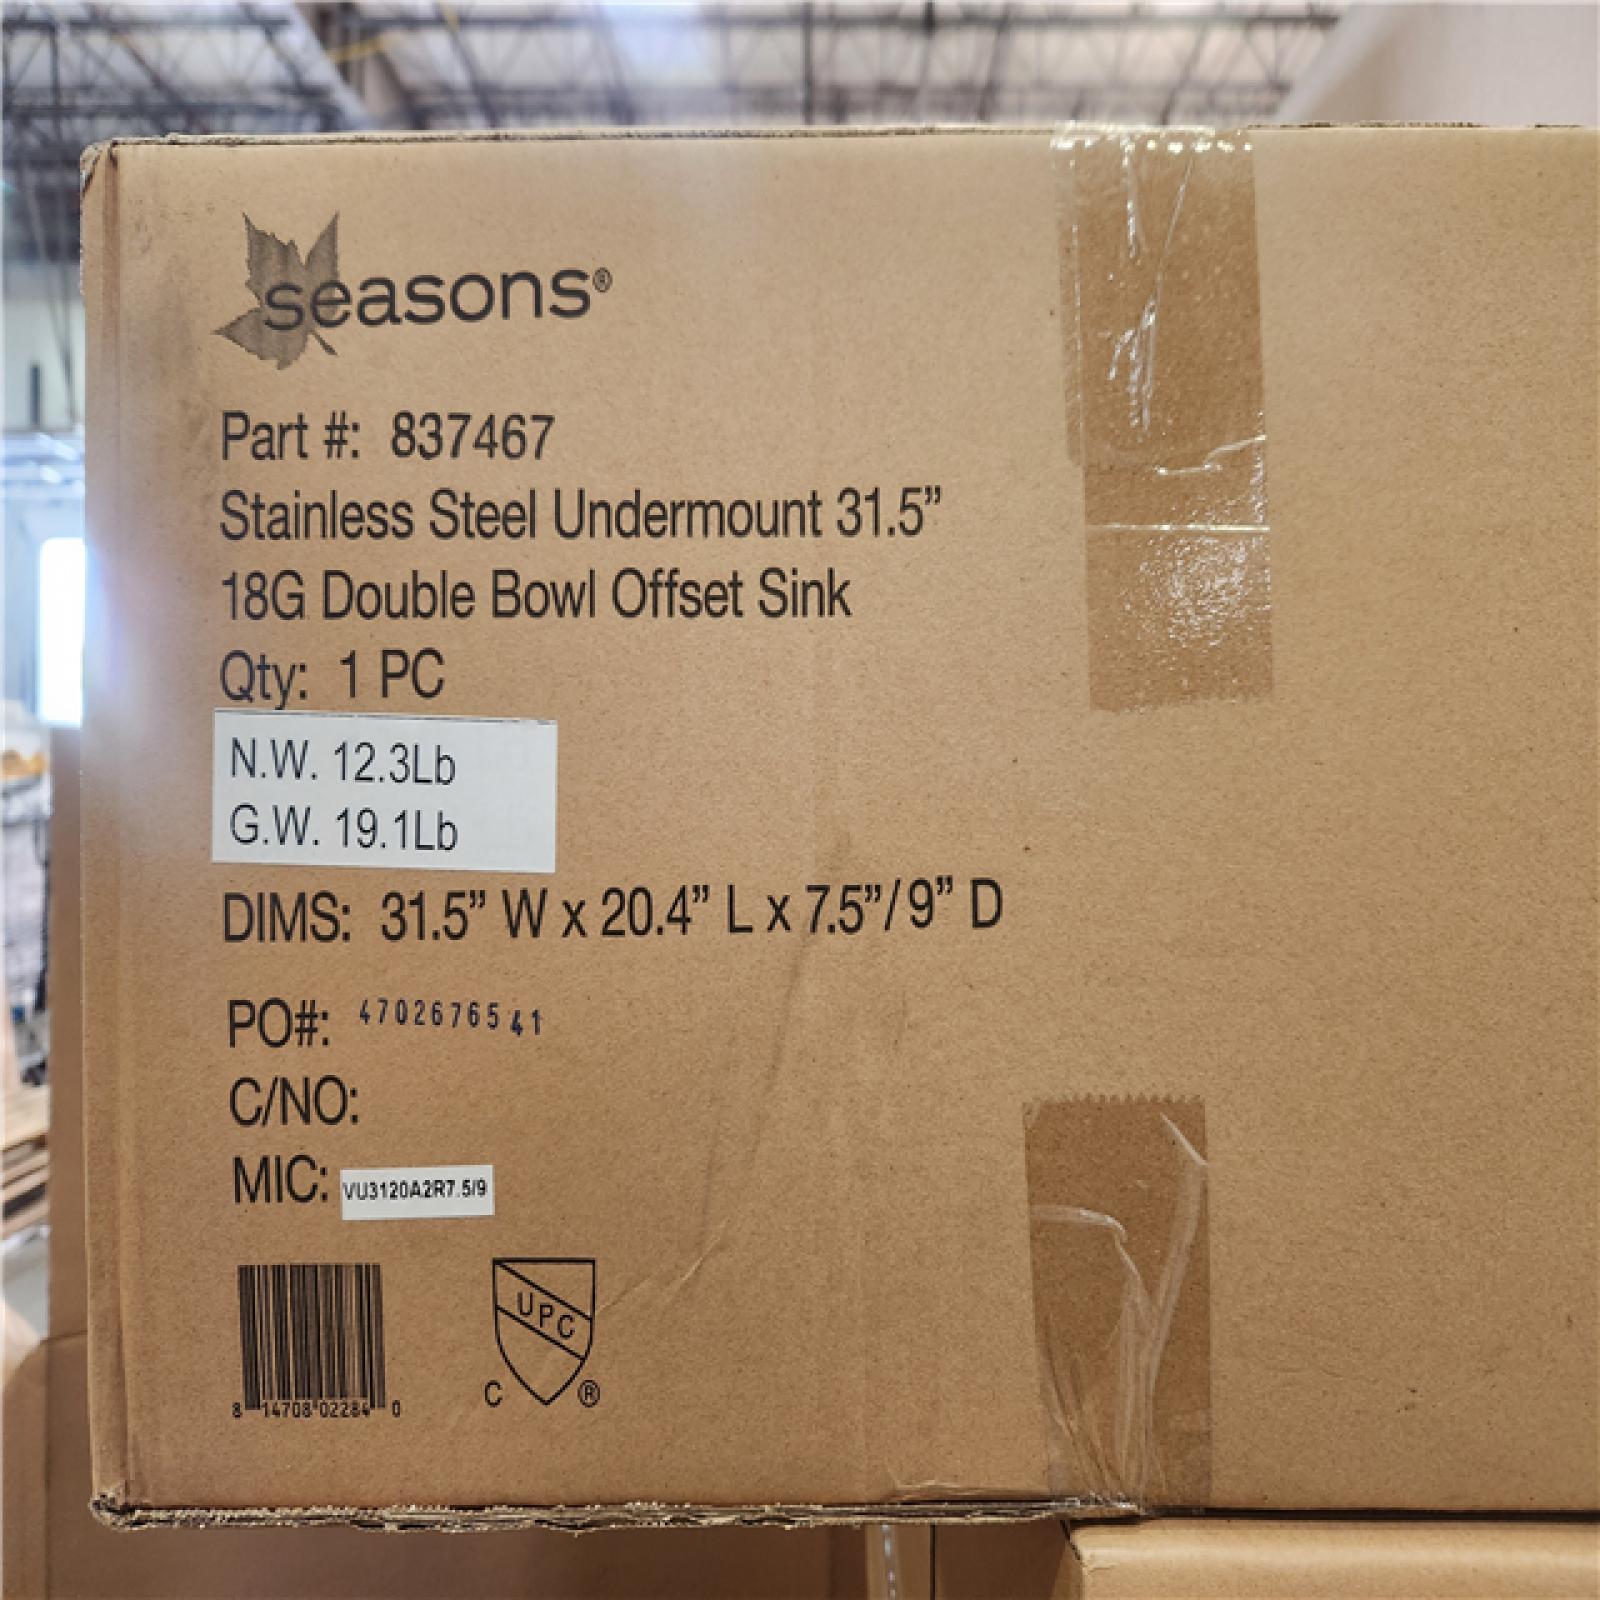 seasons®
Part #: 837467
Stainless Steel Undermount 31.5”
18G Double Bowl Offset Sink
Qty: 1 PC
N.W. 12.3Lb
G.W. 19.1Lb
DIMS: 31.5” W x 20.4” L x 7.5”/9” D
PO#: 4702676541
C/NO:
MIC: VU3120A2R7.5/9
UPC
C ®
8 14708 02284 0